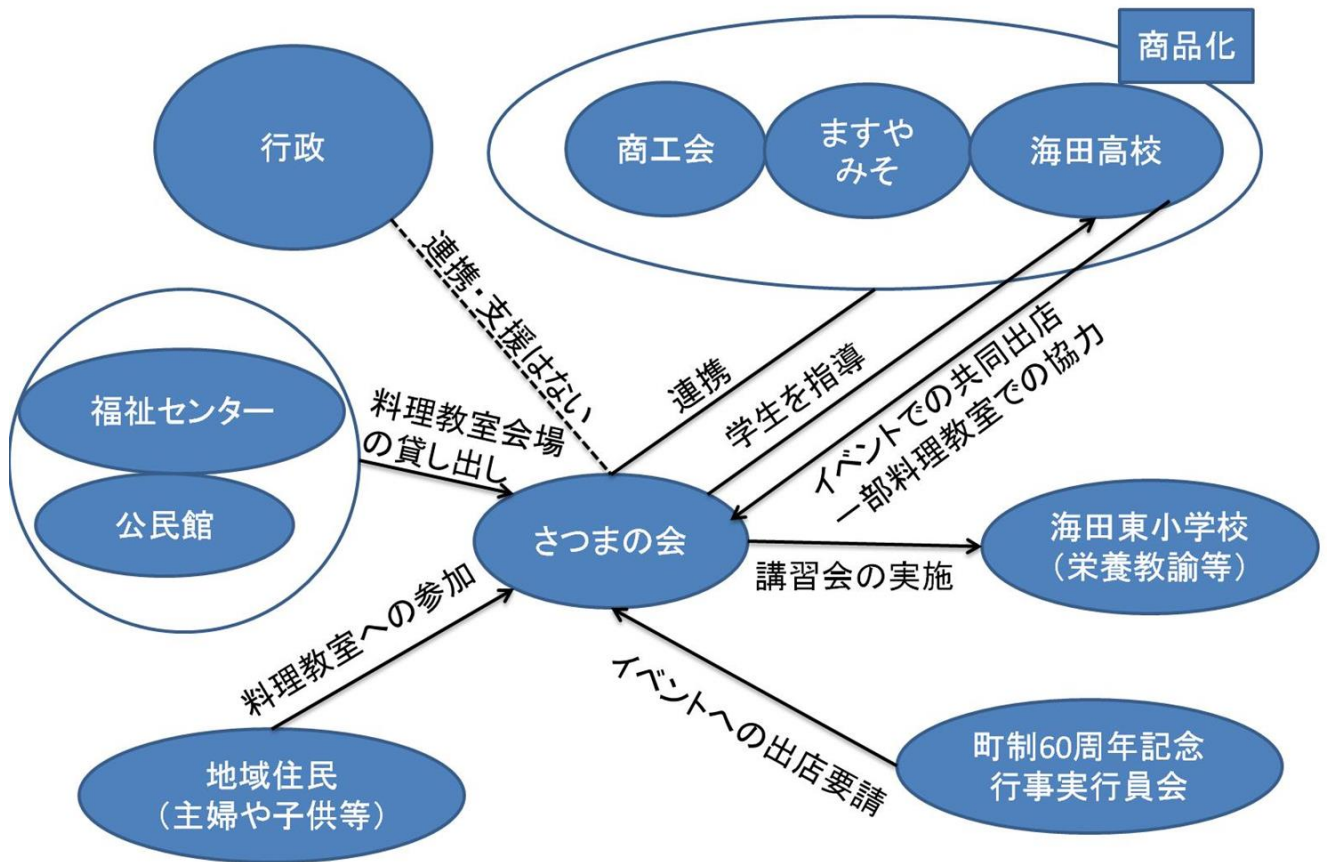 商品化
行政
商工会
ますや
みそ
海田高校
連携・支援はない
連携
学生を指導
イベントでの共同出店
一部料理教室での協力
福祉センター
公民館
料理教室会場
の貸し出し
さつまの会
海田東小学校
（栄養教諭等）
講習会の実施
料理教室への参加
イベントへの出店要請
地域住民
（主婦や子供等）
町制60周年記念
行事実行員会